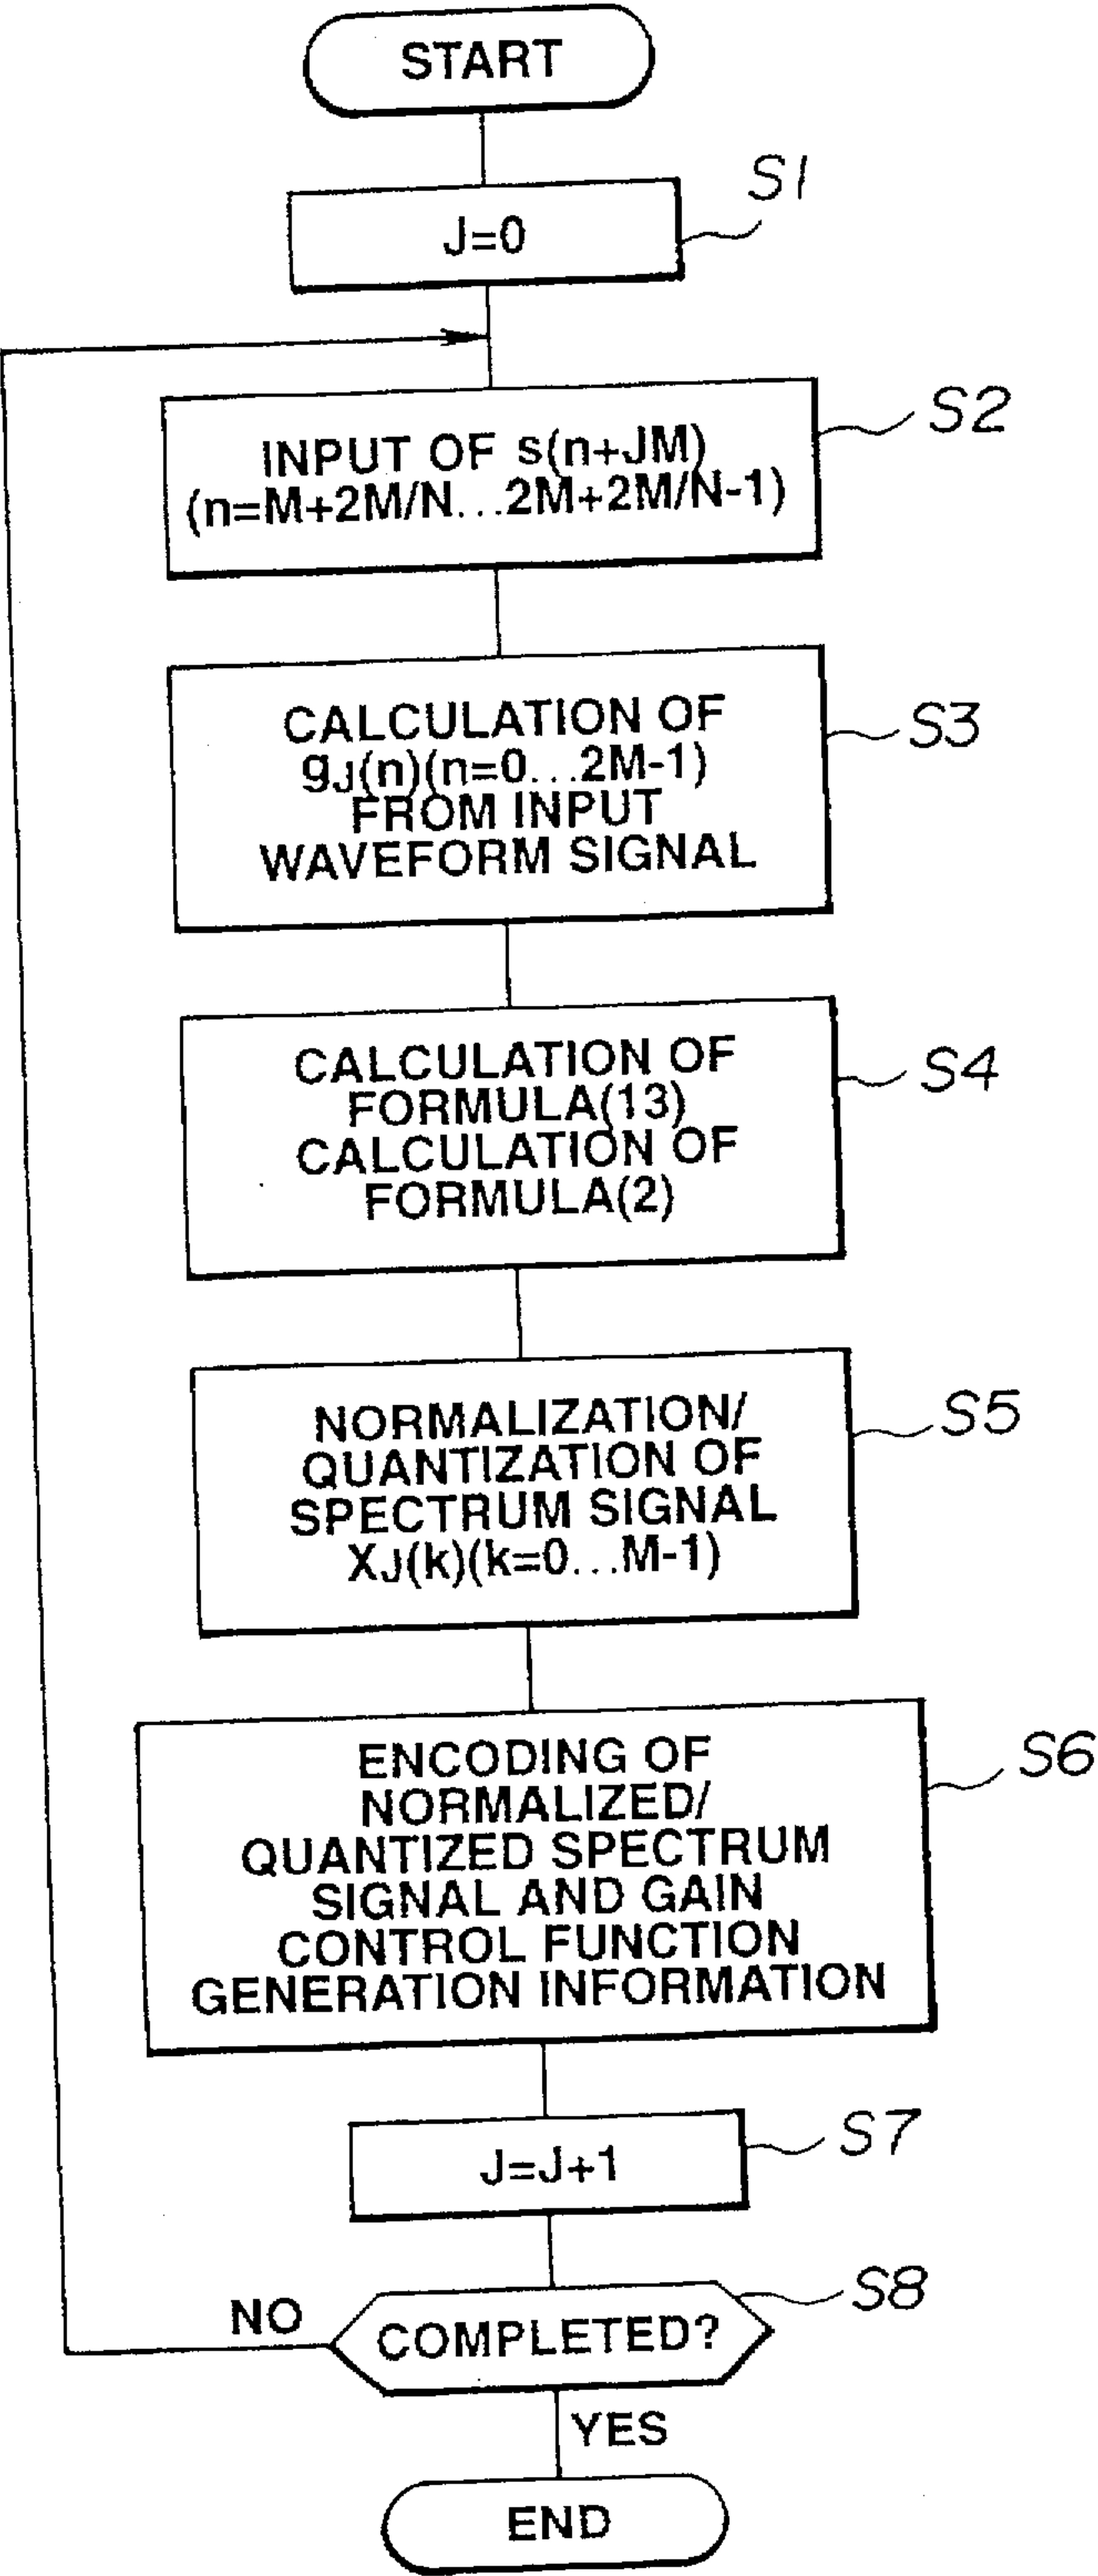 START
S1
J=0
S2
INPUT OF s(n+JM)
(n=M+2M/N...2M+2M/N-1)
S3
CALCULATION OF
gJ(n)(n=0...2M-1)
FROM INPUT
WAVEFORM SIGNAL
S4
CALCULATION OF
FORMULA(13)
CALCULATION OF
FORMULA(2)
S5
NORMALIZATION/
QUANTIZATION OF
SPECTRUM SIGNAL
XJ(k)(k=0...M-1)
S6
ENCODING OF
NORMALIZED/
QUANTIZED SPECTRUM
SIGNAL AND GAIN
CONTROL FUNCTION
GENERATION INFORMATION
S7
J=J+1
S8
NO
COMPLETED?
YES
END